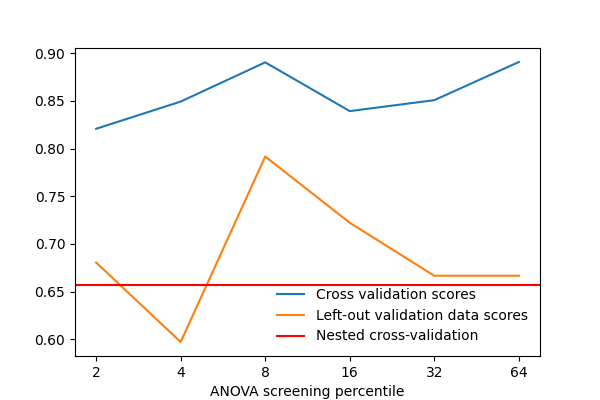 0.90
0.85
0.80
0.75
0.70
0.65
0.60
Cross validation scores
Left-out validation data scores
Nested cross-validation
2 4 8 16 32 64
ANOVA screening percentile